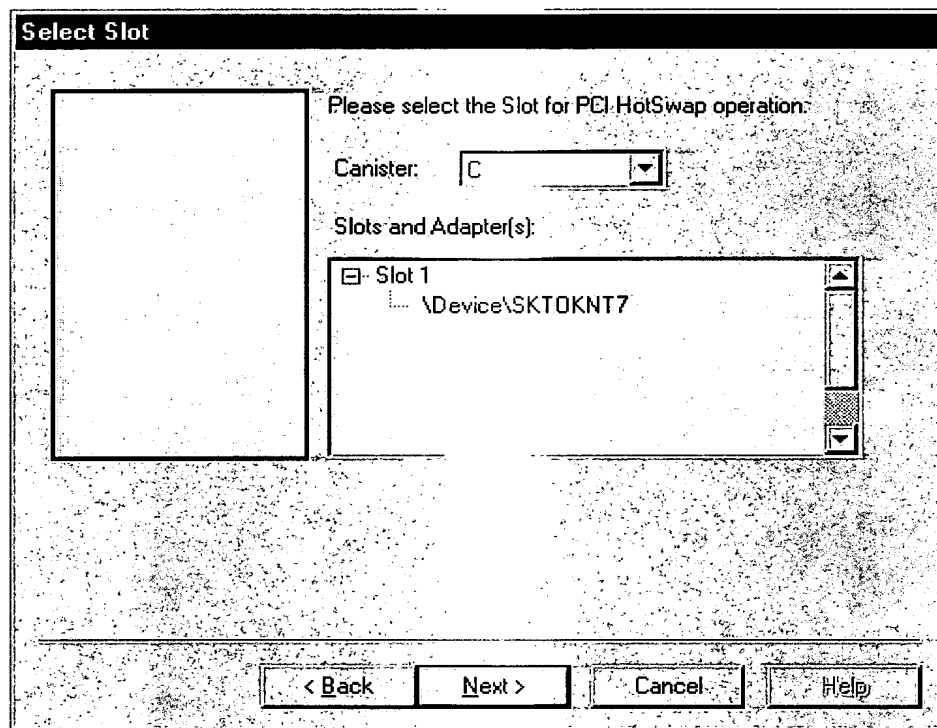 Select Slot
Please select the Slot for PCI HotSwap operation:
Canister: C
Slots and Adapter(s):
Slot 1
\Device\SKTOKNT7
< Back Next > Cancel Help